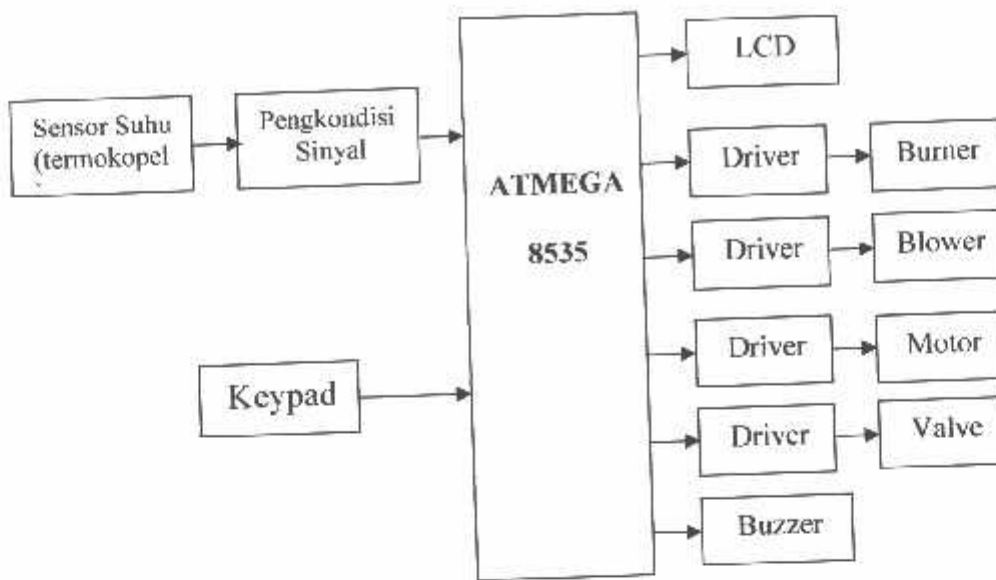 Sensor Suhu
(termokopel
Pengkondisi
Sinyal
Keypad
ATMEGA
8535
LCD
Driver
Burner
Driver
Blower
Driver
Motor
Driver
Valve
Buzzer